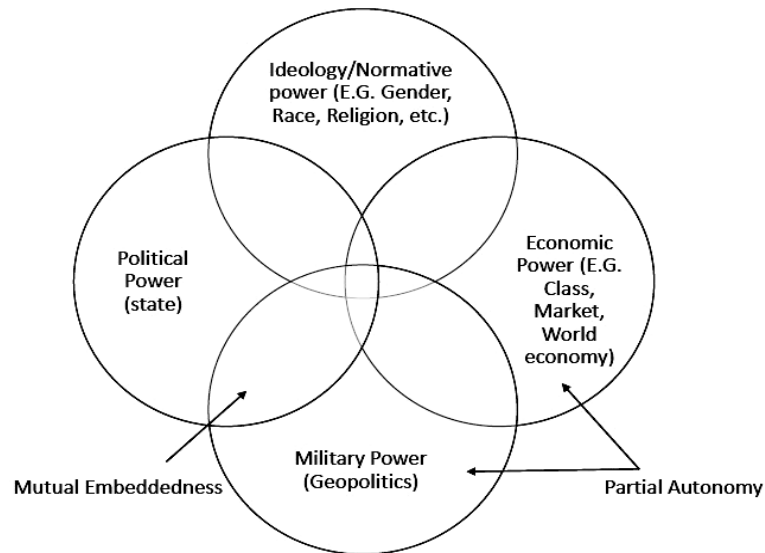 Ideology/Normative
power (E.G. Gender,
Race, Religion, etc.)
Political
Power
(state)
Economic
Power (E.G.
Class,
Market,
World
economy)
Military Power
(Geopolitics)
Mutual Embeddedness
Partial Autonomy